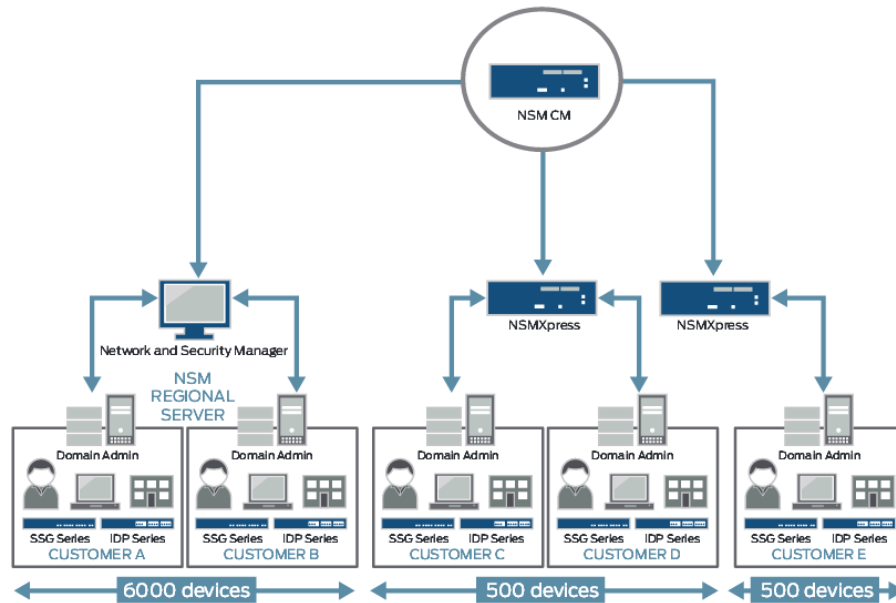 NSM CM
NSMXpress
NSMXpress
Network and Security Manager
NSM
REGIONAL
SERVER
Domain Admin
Domain Admin
Domain Admin
Domain Admin
Domain Admin
SSG Series IDP Series
SSG Series IDP Series
SSG Series IDP Series
SSG Series IDP Series
SSG Series IDP Series
CUSTOMER A
CUSTOMER B
CUSTOMER C
CUSTOMER D
CUSTOMER E
6000 devices
500 devices
500 devices